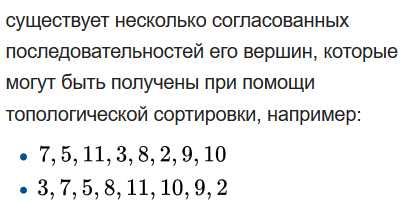 существует несколько согласованных
последовательностей его вершин, которые
могут быть получены при помощи
топологической сортировки, например:
• 7, 5, 11, 3, 8, 2, 9, 10
• 3, 7, 5, 8, 11, 10, 9, 2